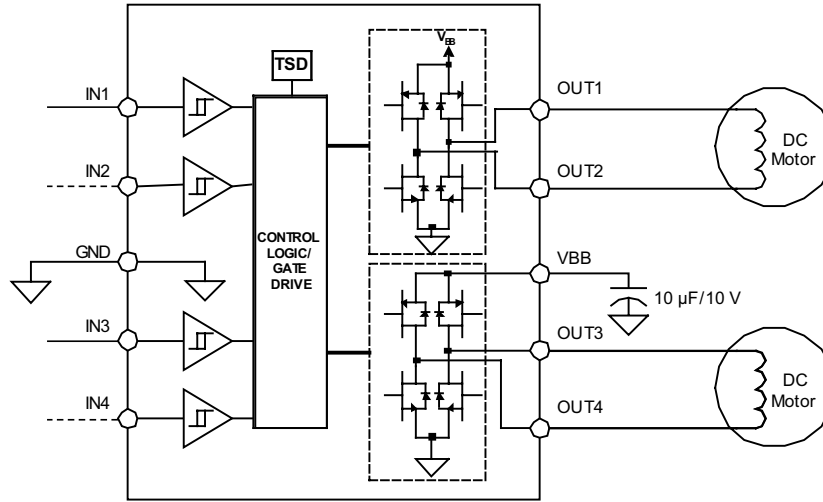 V_BB
TSD
IN1
OUT1
DC
Motor
IN2
OUT2
GND
CONTROL
LOGIC/
GATE
DRIVE
VBB
10 µF/10 V
IN3
OUT3
DC
Motor
IN4
OUT4